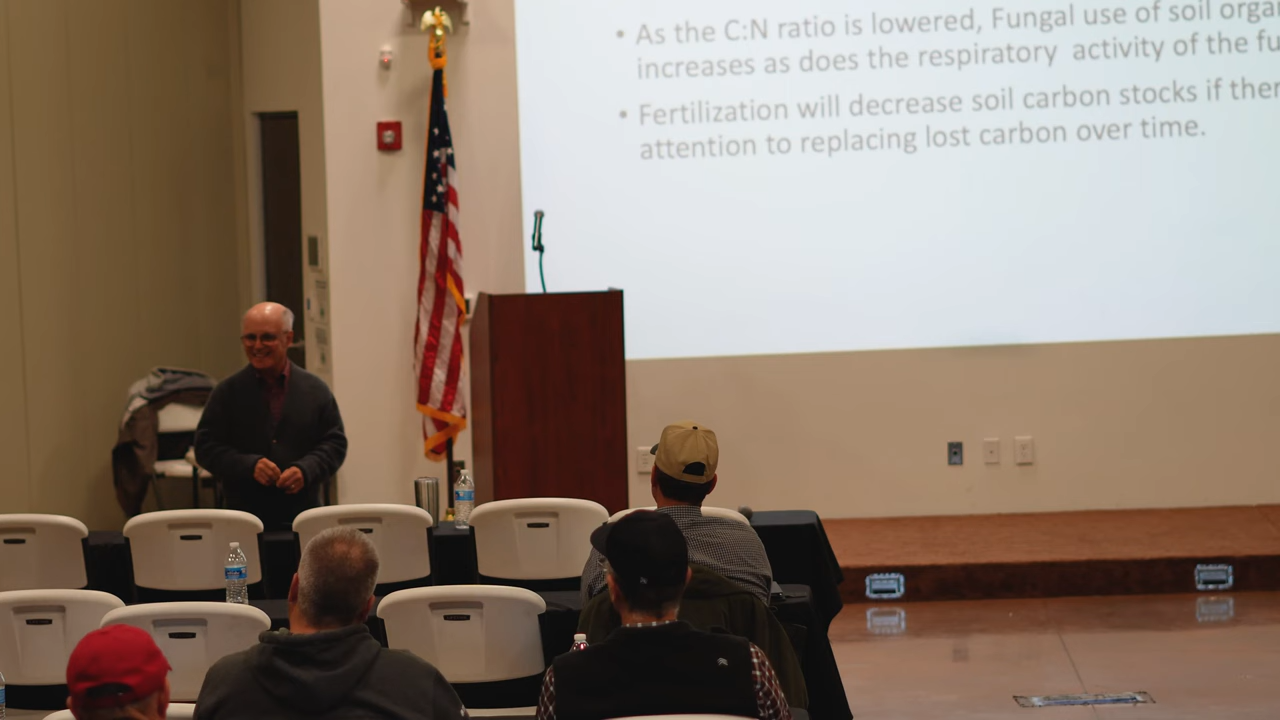 • As the C:N ratio is lowered, Fungal use of soil
increases as does the respiratory activity of the
• Fertilization will decrease soil carbon stocks if
attention to replacing lost carbon over time.